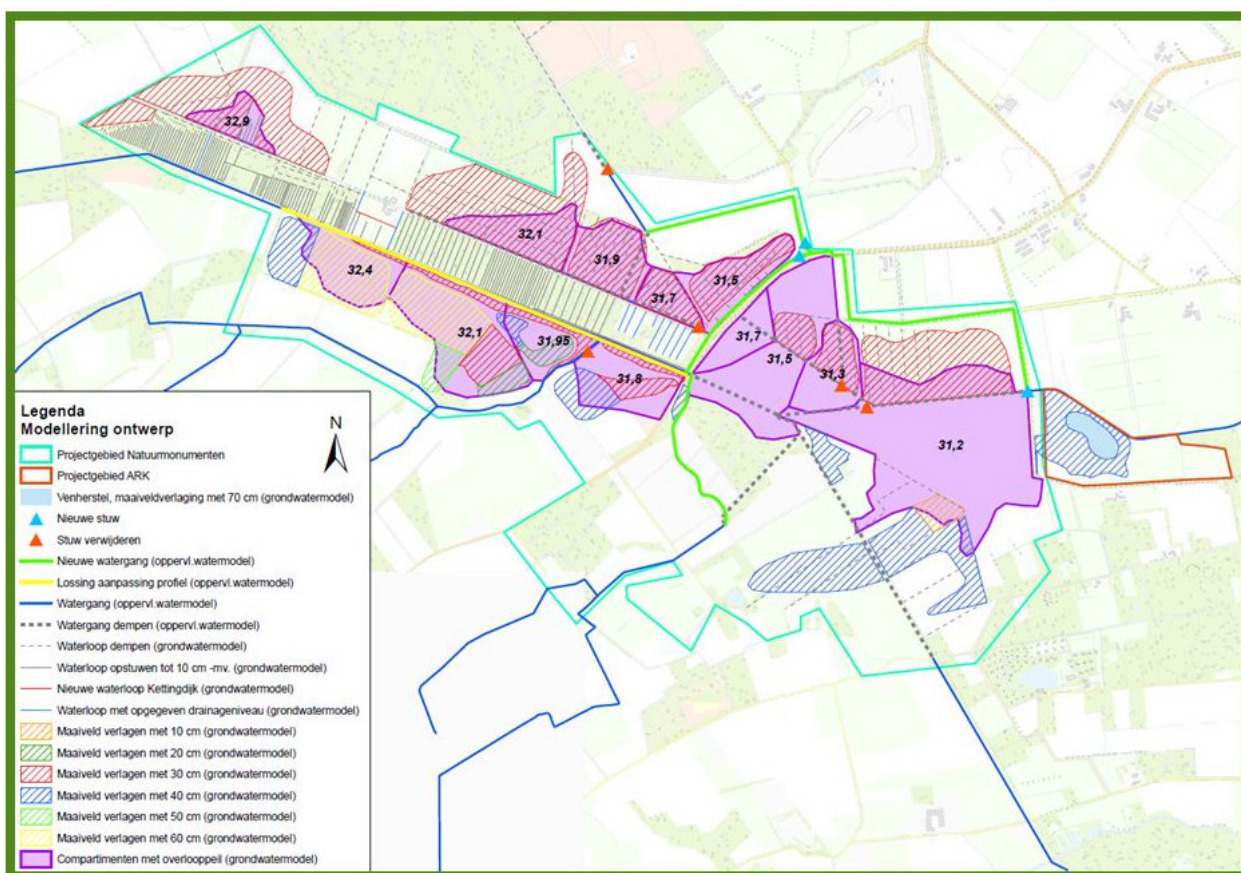 32,9
32,1
31,9
31,5
31,7
32,4
32,1
31,95
31,8
31,7
31,5
31,3
31,2
Legenda
Modellering ontwerp
N
Projectgebied Natuurmonumenten
Projectgebied ARK
Venherstel, maaiveldverlaging met 70 cm (grondwatermodel)
Nieuwe stuw
Stuw verwijderen
Nieuwe watergang (oppervl.watermodel)
Lossing aanpassing profiel (oppervl.watermodel)
Watergang (oppervl.watermodel)
Watergang dempen (oppervl.watermodel)
Waterloop dempen (grondwatermodel)
Waterloop opstuwen tot 10 cm -mv. (grondwatermodel)
Nieuwe waterloop Kettingdijk (grondwatermodel)
Waterloop met opgegeven drainageniveau (grondwatermodel)
Maaiveld verlagen met 10 cm (grondwatermodel)
Maaiveld verlagen met 20 cm (grondwatermodel)
Maaiveld verlagen met 30 cm (grondwatermodel)
Maaiveld verlagen met 40 cm (grondwatermodel)
Maaiveld verlagen met 50 cm (grondwatermodel)
Maaiveld verlagen met 60 cm (grondwatermodel)
Compartimenten met overlooppeil (grondwatermodel)